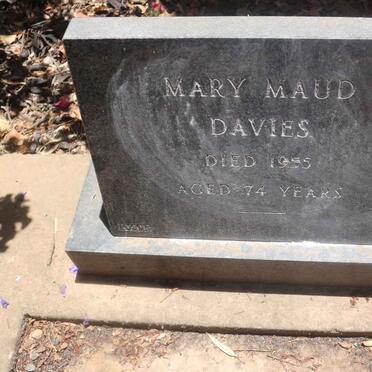 MARY MAUD
DAVIES
DIED 1955
AGED 74 YEARS